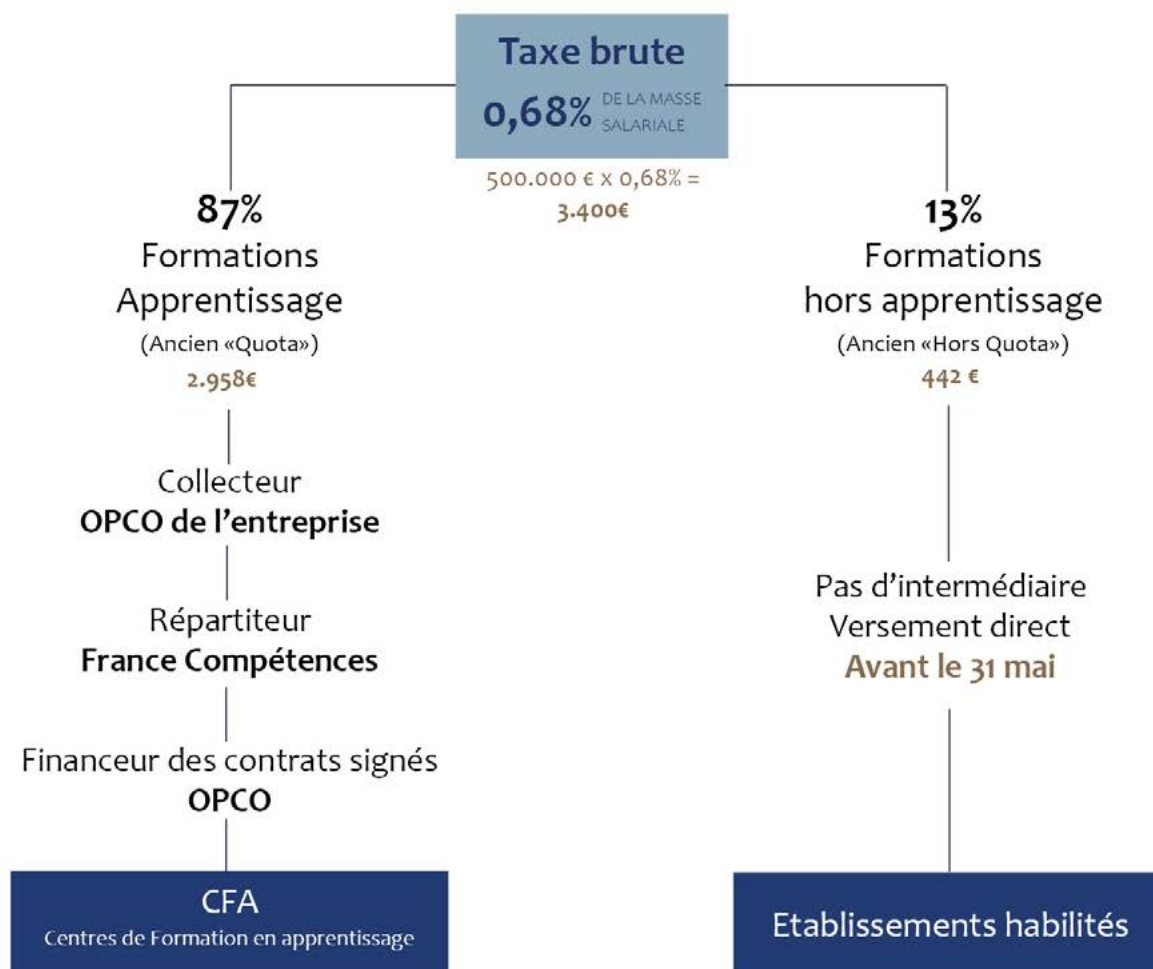 Taxe brute
0,68% DE LA MASSE
SALARIALE
500.000 € x 0,68% =
3.400€
87%
Formations
Apprentissage
(Ancien «Quota»)
2.958€
Collecteur
OPCO de l’entreprise
Répartiteur
France Compétences
Financeur des contrats signés
OPCO
CFA
Centres de Formation en apprentissage
13%
Formations
hors apprentissage
(Ancien «Hors Quota»)
442 €
Pas d’intermédiaire
Versement direct
Avant le 31 mai
Etablissements habilités